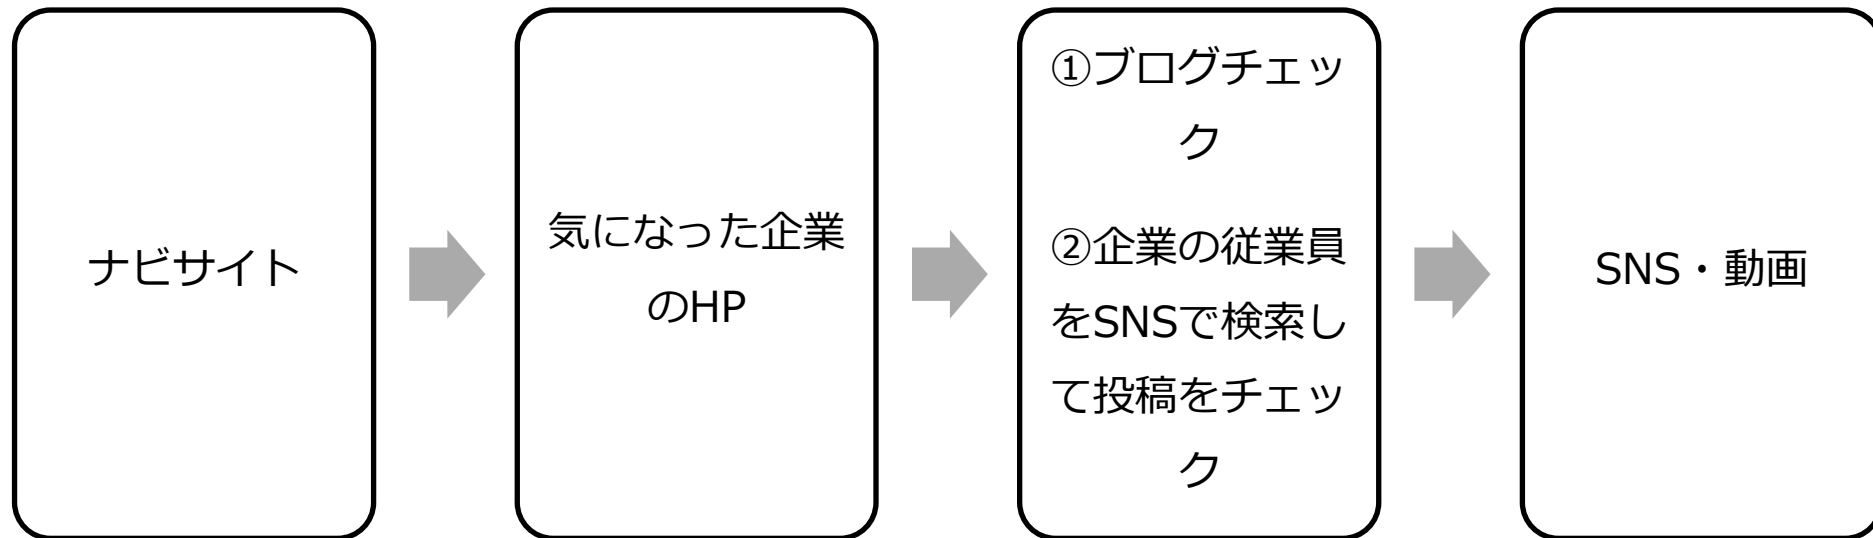 ナビサイト
気になった企業
のHP
①ブログチェッ
ク
②企業の従業員
をSNSで検索し
て投稿をチェッ
ク
SNS・動画